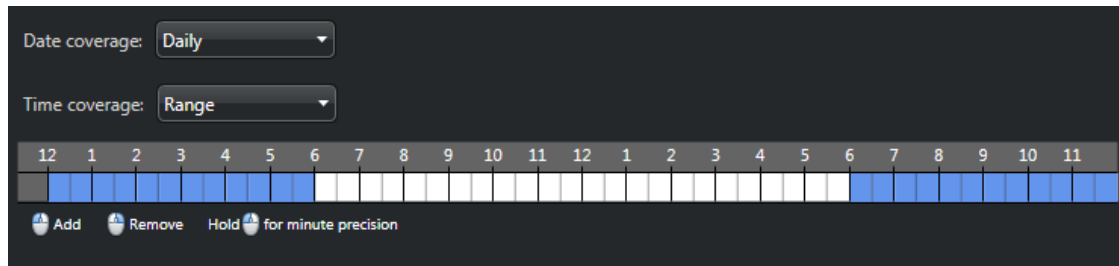 Date coverage: Daily
Time coverage: Range
12 1 2 3 4 5 6 7 8 9 10 11 12 1 2 3 4 5 6 7 8 9 10 11
Add Remove Hold for minute precision